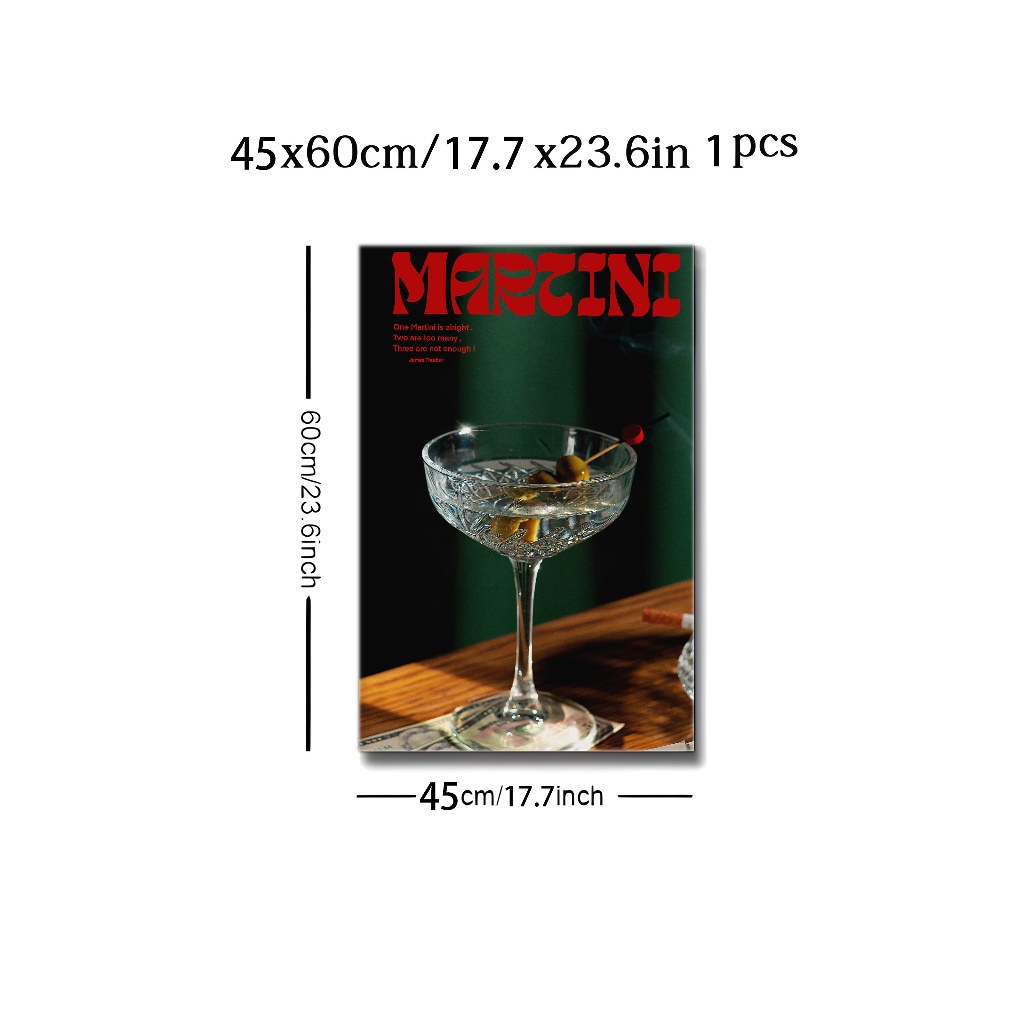 45x60cm/17.7 x23.6in 1pcs
MARTINI
One Martini is alright.
Two are too many,
Three are not enough!
60cm/23.6inch
45cm/17.7inch